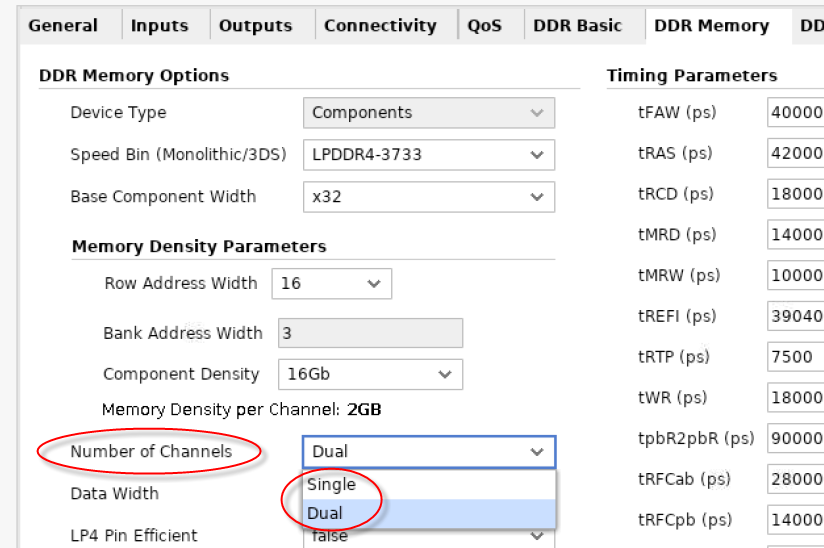 General Inputs Outputs Connectivity QoS DDR Basic DDR Memory DD
DDR Memory Options
Device Type Components
Speed Bin (Monolithic/3DS) LPDDR4-3733
Base Component Width x32
Memory Density Parameters
Row Address Width 16
Bank Address Width 3
Component Density 16Gb
Memory Density per Channel: 2GB
Number of Channels Dual
Single
Data Width
Dual
LP4 Pin Efficient false
Timing Parameters
tFAW (ps) 40000
tRAS (ps) 42000
tRCD (ps) 18000
tMRD (ps) 14000
tMRW (ps) 10000
tREFI (ps) 39040
tRTP (ps) 7500
tWR (ps) 18000
tpbR2pbR (ps) 90000
tRFCab (ps) 28000
tRFCpb (ps) 14000